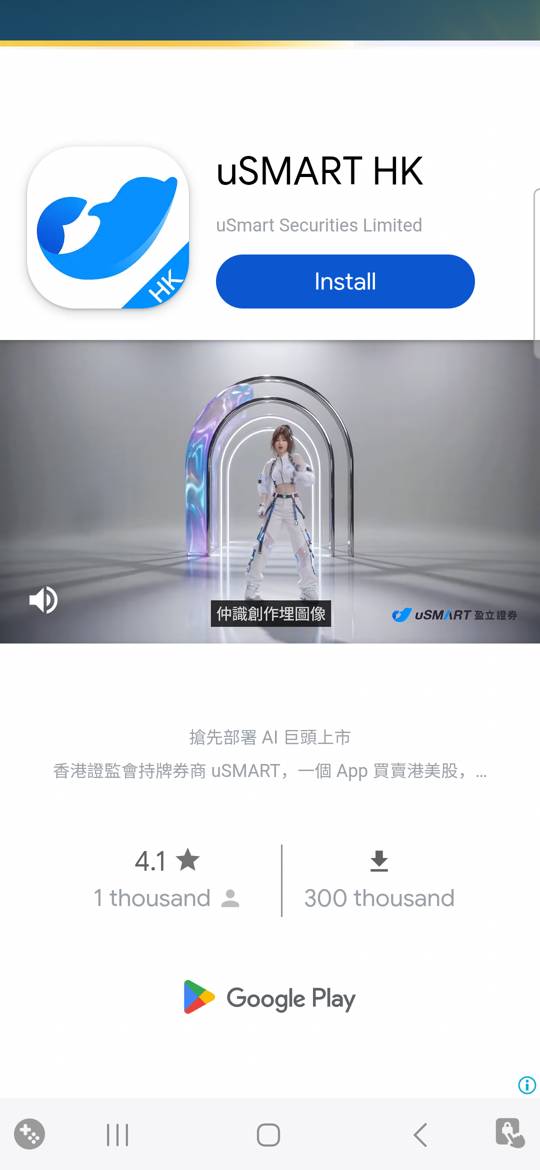 uSMART HK
uSmart Securities Limited
Install
HK
仲識創作埋圖像
uSMART 盈立證券
搶先部署 AI 巨頭上市
香港證監會持牌券商 uSMART，一個 App 買賣港美股，...
4.1
1 thousand
300 thousand
Google Play